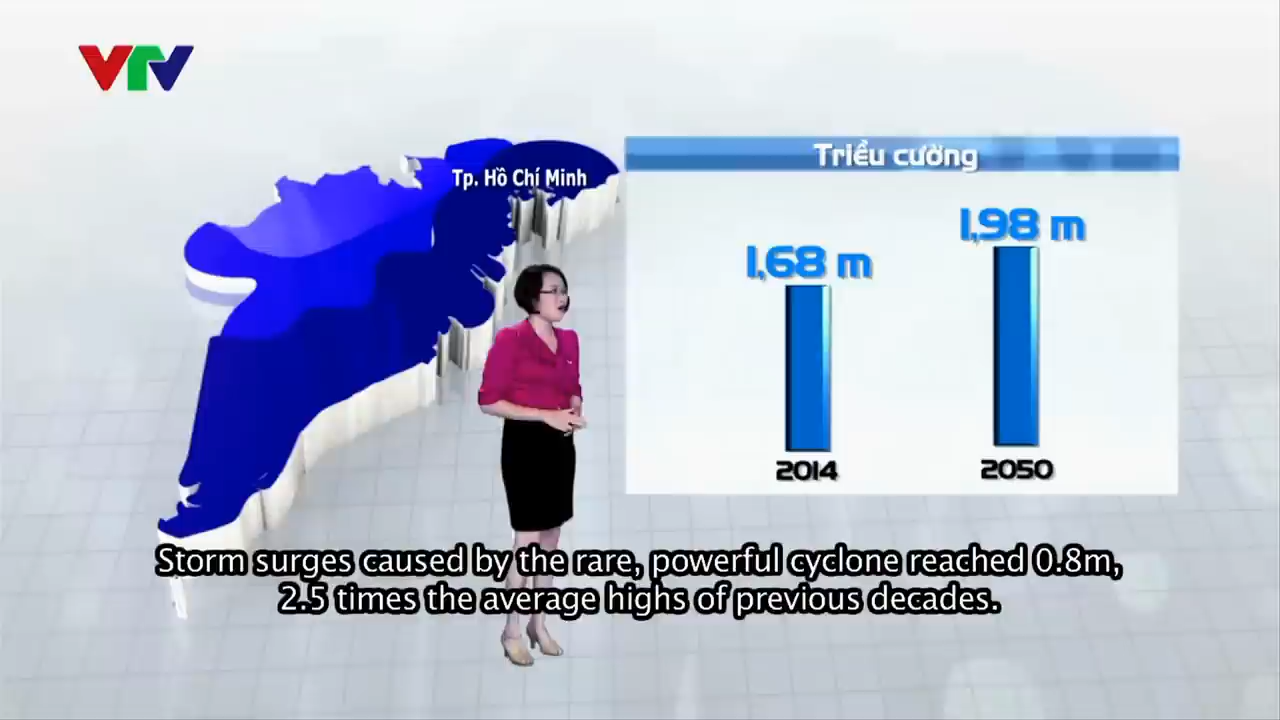 VTV
Tp. Hồ Chí Minh
Triều cường
1,68 m
1,98 m
2014
2050
Storm surges caused by the rare, powerful cyclone reached 0.8m,
2.5 times the average highs of previous decades.